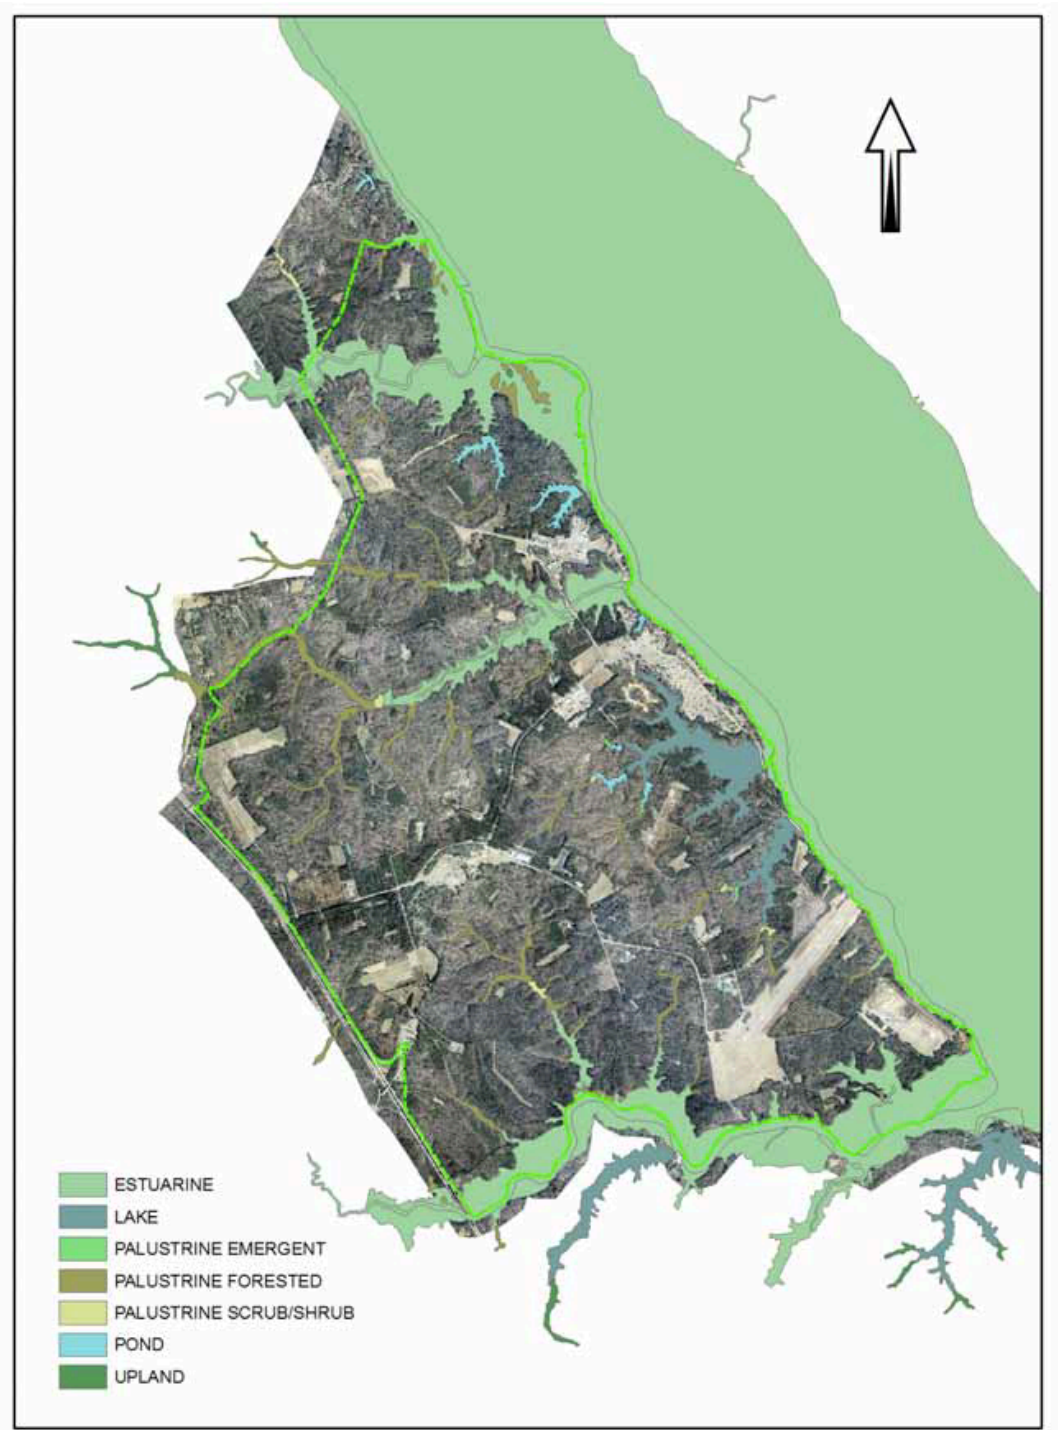 ESTUARINE
LAKE
PALUSTRINE EMERGENT
PALUSTRINE FORESTED
PALUSTRINE SCRUB/SHRUB
POND
UPLAND